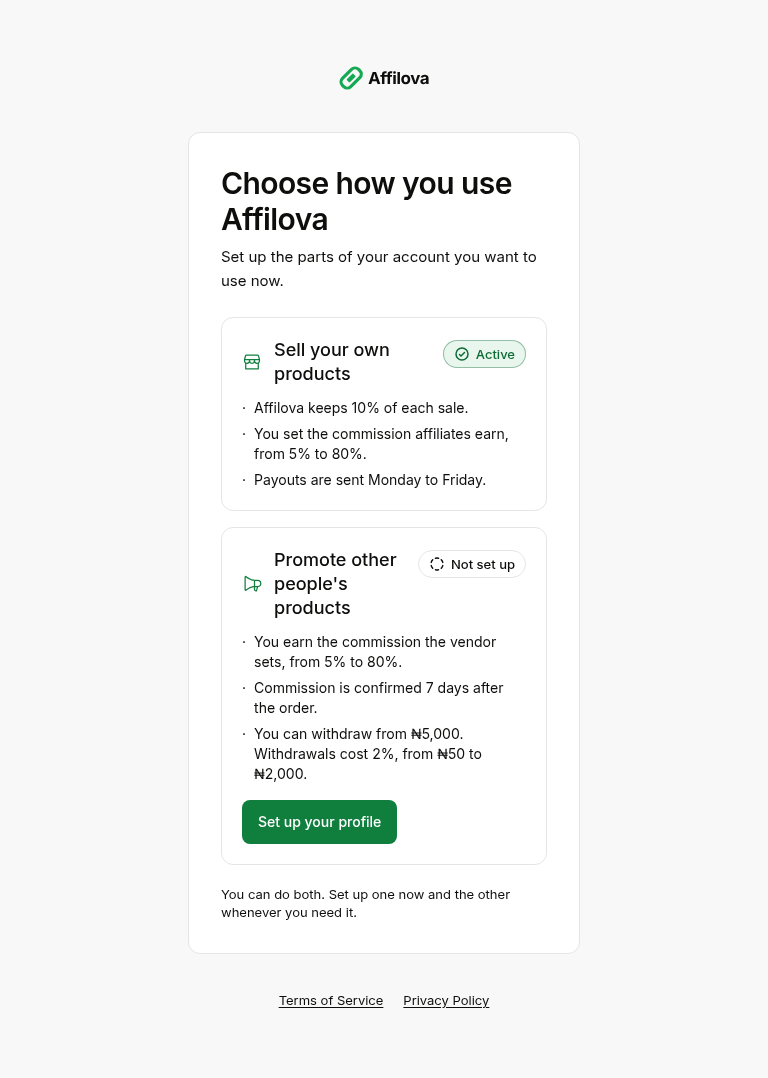 Affilova
Choose how you use
Affilova
Set up the parts of your account you want to
use now.
Sell your own
products
Active
· Affilova keeps 10% of each sale.
· You set the commission affiliates earn,
from 5% to 80%.
· Payouts are sent Monday to Friday.
Promote other
people's
products
Not set up
· You earn the commission the vendor
sets, from 5% to 80%.
· Commission is confirmed 7 days after
the order.
· You can withdraw from ₦5,000.
Withdrawals cost 2%, from ₦50 to
₦2,000.
Set up your profile
You can do both. Set up one now and the other
whenever you need it.
Terms of Service Privacy Policy